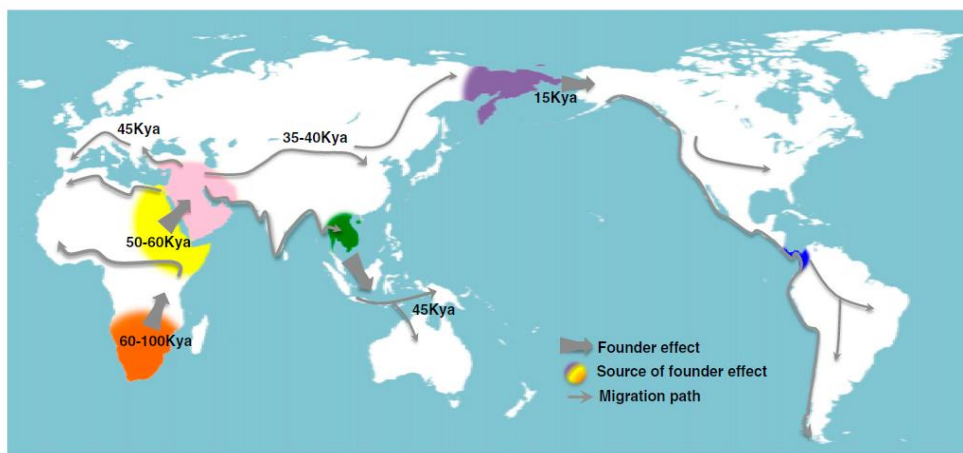 15Kya
45Kya
35-40Kya
50-60Kya
45Kya
60-100Kya
Founder effect
Source of founder effect
Migration path